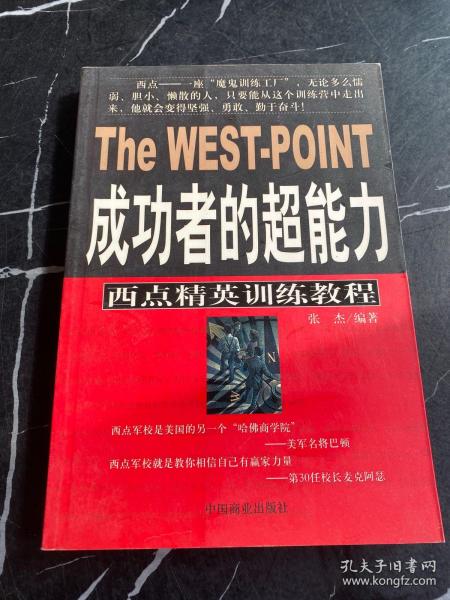 西点——一座“魔鬼训练工厂”，无论多么懦
弱、胆小、懒散的人，只要能从这个训练营中走出
来，他就会变得坚强、勇敢、勤于奋斗！
The WEST-POINT
成功者的超能力
西点精英训练教程
张 杰/编著
N
西点军校是美国的另一个“哈佛商学院”
——美军名将巴顿
西点军校就是教你相信自己有赢家力量
——第30任校长麦克阿瑟
中国商业出版社
孔夫子旧书网
www.kongfz.com